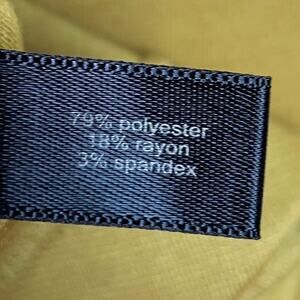 79% polyester
18% rayon
3% spandex